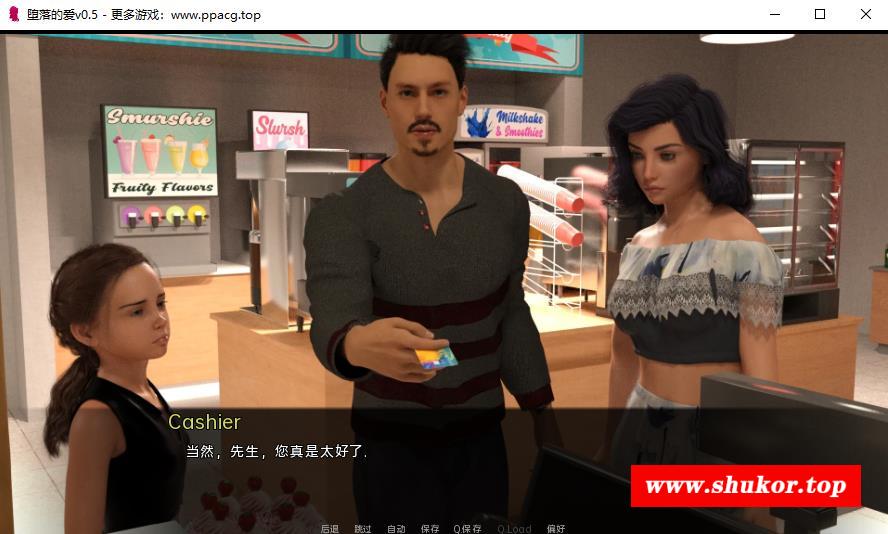 堕落的爱v0.5 - 更多游戏：www.ppacg.top
Smurshie
Fruity Flavors
Slursh
Milkshake
& Smoothies
Cashier
当然，先生，您真是太好了.
www.shukor.top
后退 跳过 自动 保存 Q.保存 Q.Load 偏好